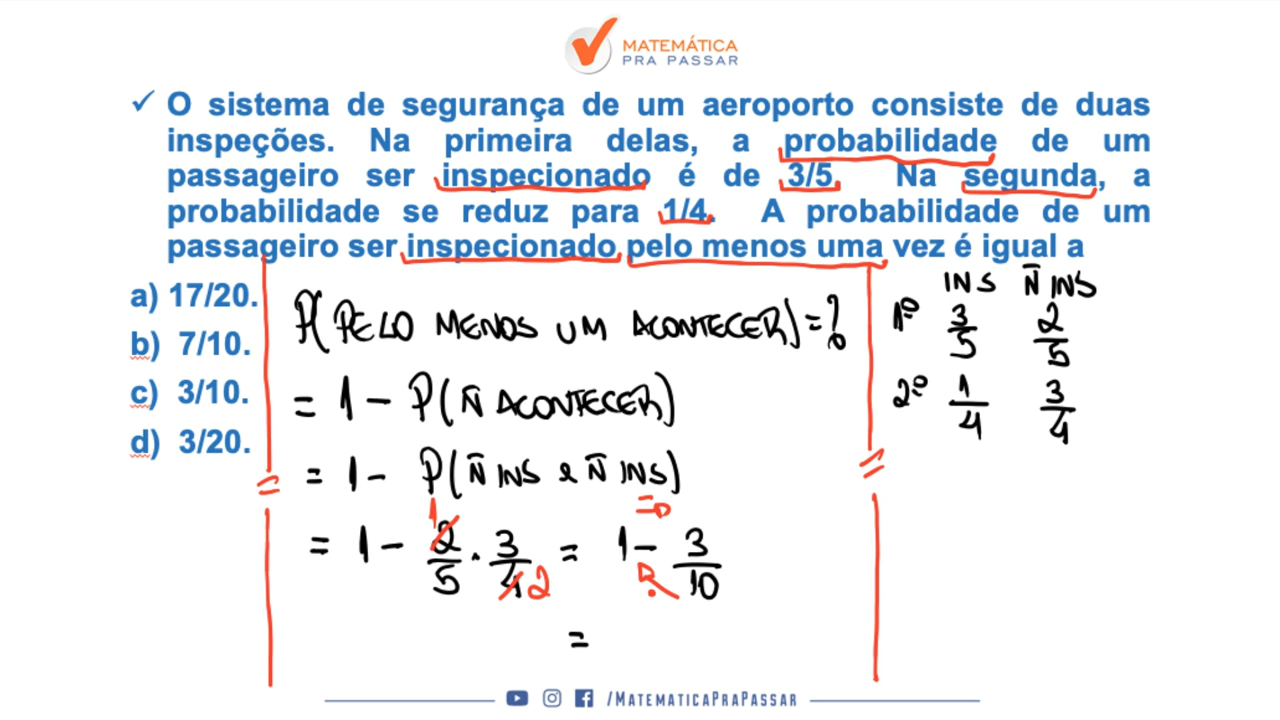 MATEMÁTICA
PRA PASSAR
✓ O sistema de segurança de um aeroporto consiste de duas
inspeções. Na primeira delas, a probabilidade de um
passageiro ser inspecionado é de 3/5. Na segunda, a
probabilidade se reduz para 1/4. A probabilidade de um
passageiro ser inspecionado pelo menos uma vez é igual a
a) 17/20.
b) 7/10.
c) 3/10.
d) 3/20.
P(PELO MENOS UM ACONTECER) = ?
= 1 - P(Ñ ACONTECER)
= 1 - P(Ñ INS e Ñ INS)
= 1 - 2/5 . 3/4 = 1 - 3/10
1
2
=
INS N̄ INS
1º 3/5 2/5
2º 1/4 3/4
/MATEMATICAPRAPASSAR